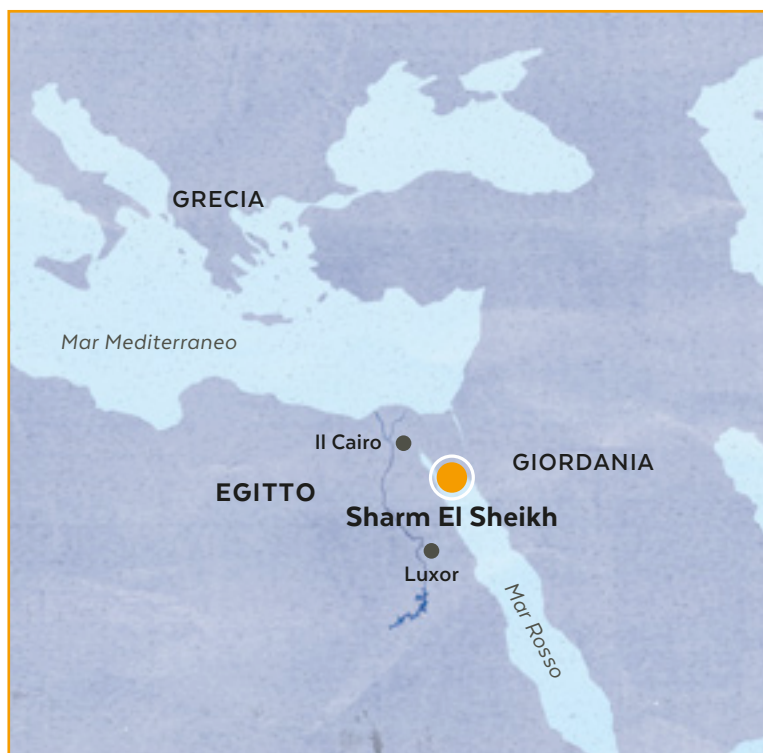 GRECIA
Mar Mediterraneo
Il Cairo
GIORDANIA
EGITTO
Sharm El Sheikh
Luxor
Mar Rosso